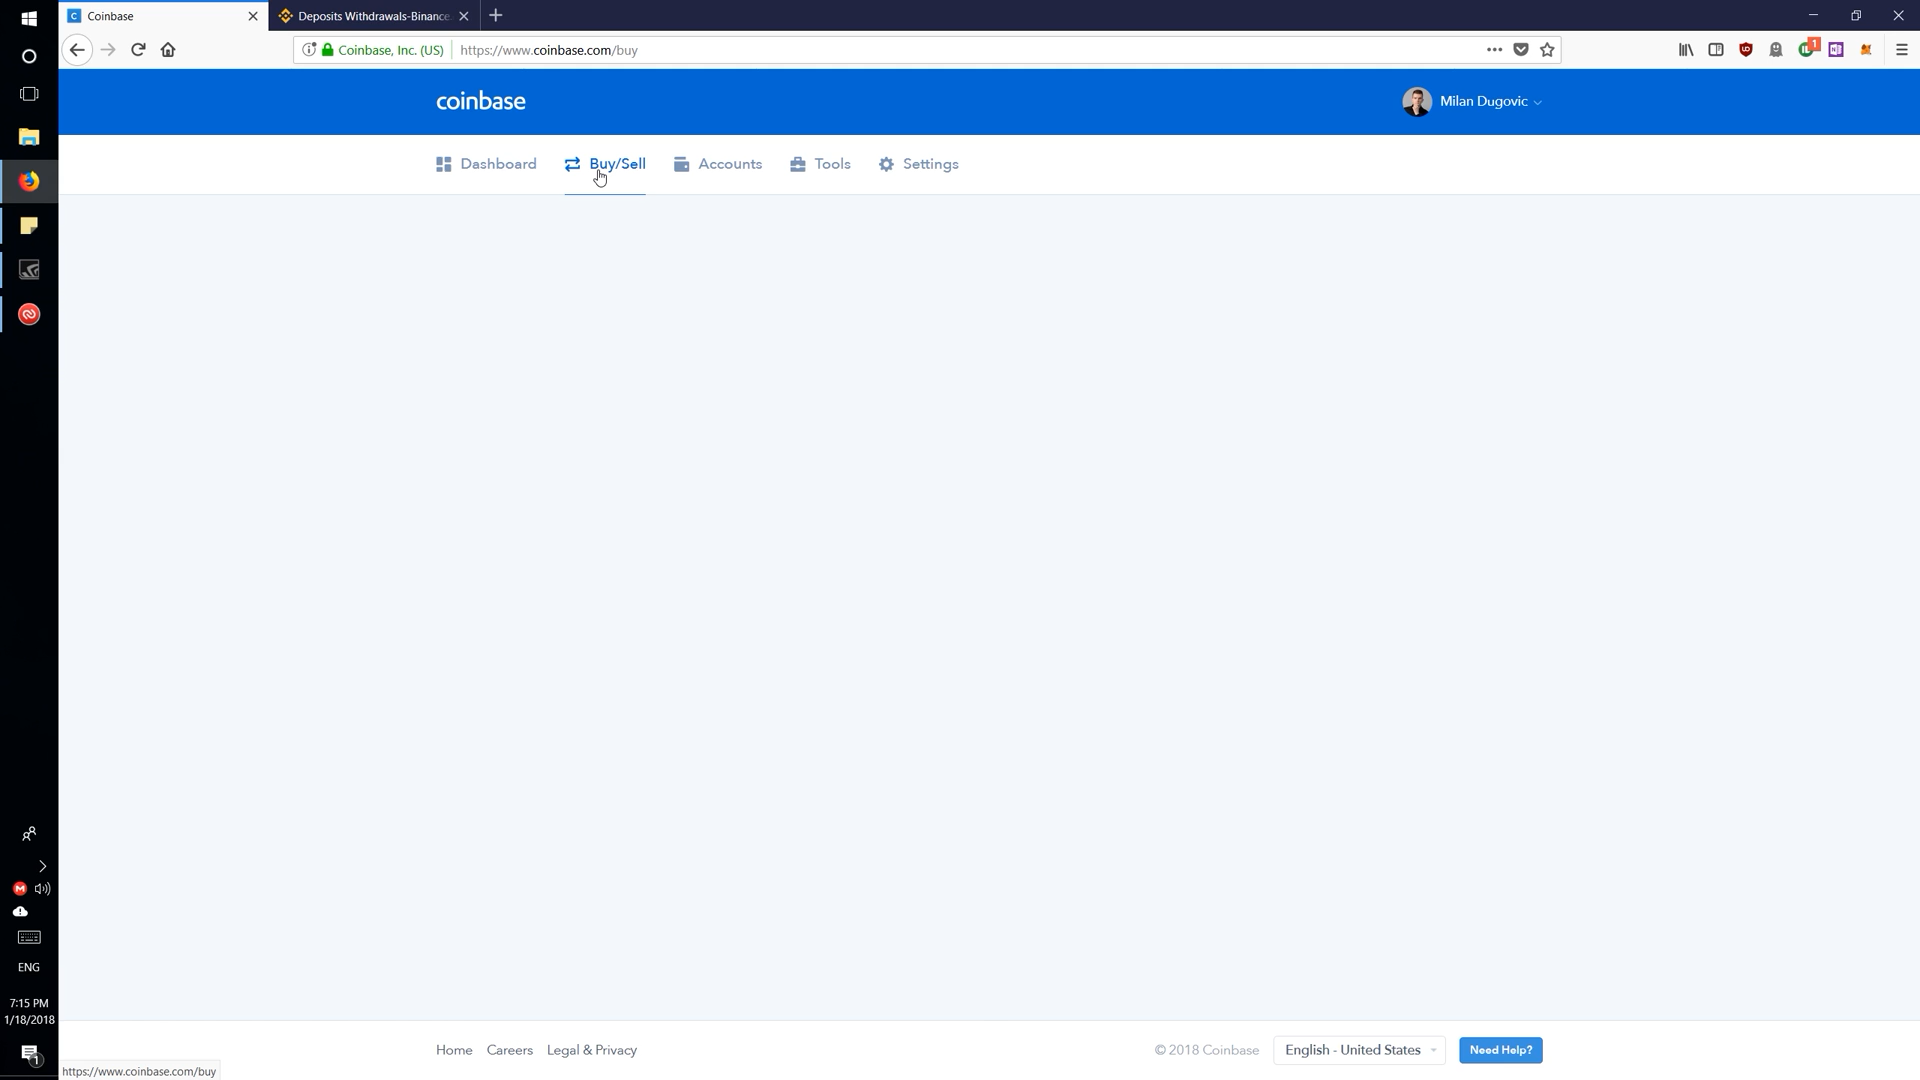 Coinbase
Deposits Withdrawals-Binance
Coinbase, Inc. (US)
https://www.coinbase.com/buy
1
coinbase
Milan Dugovic
Dashboard
Buy/Sell
Accounts
Tools
Settings
ENG
7:15 PM
1/18/2018
1
Home
Careers
Legal & Privacy
© 2018 Coinbase
English - United States
Need Help?
https://www.coinbase.com/buy